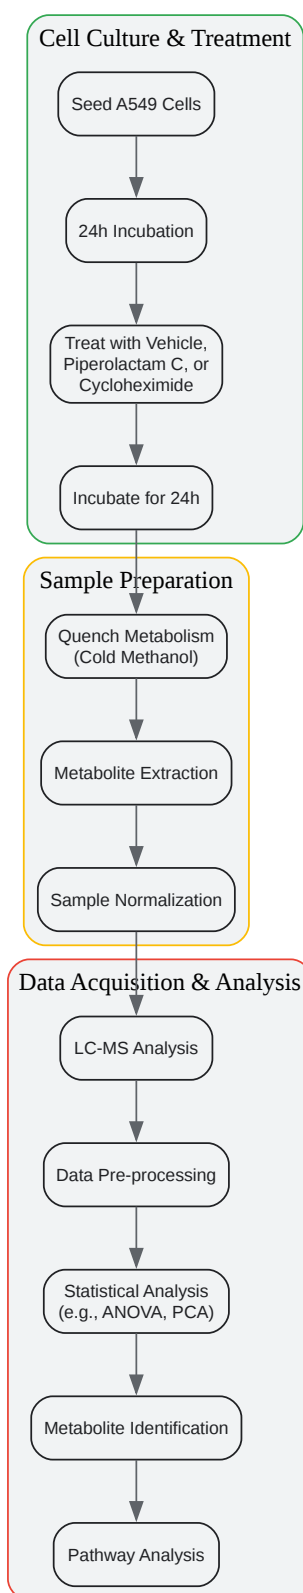 Cell Culture & Treatment
Seed A549 Cells
24h Incubation
Treat with Vehicle,
Piperolactam C, or
Cycloheximide
Incubate for 24h
Sample Preparation
Quench Metabolism
(Cold Methanol)
Metabolite Extraction
Sample Normalization
Data Acquisition & Analysis
LC-MS Analysis
Data Pre-processing
Statistical Analysis
(e.g., ANOVA, PCA)
Metabolite Identification
Pathway Analysis